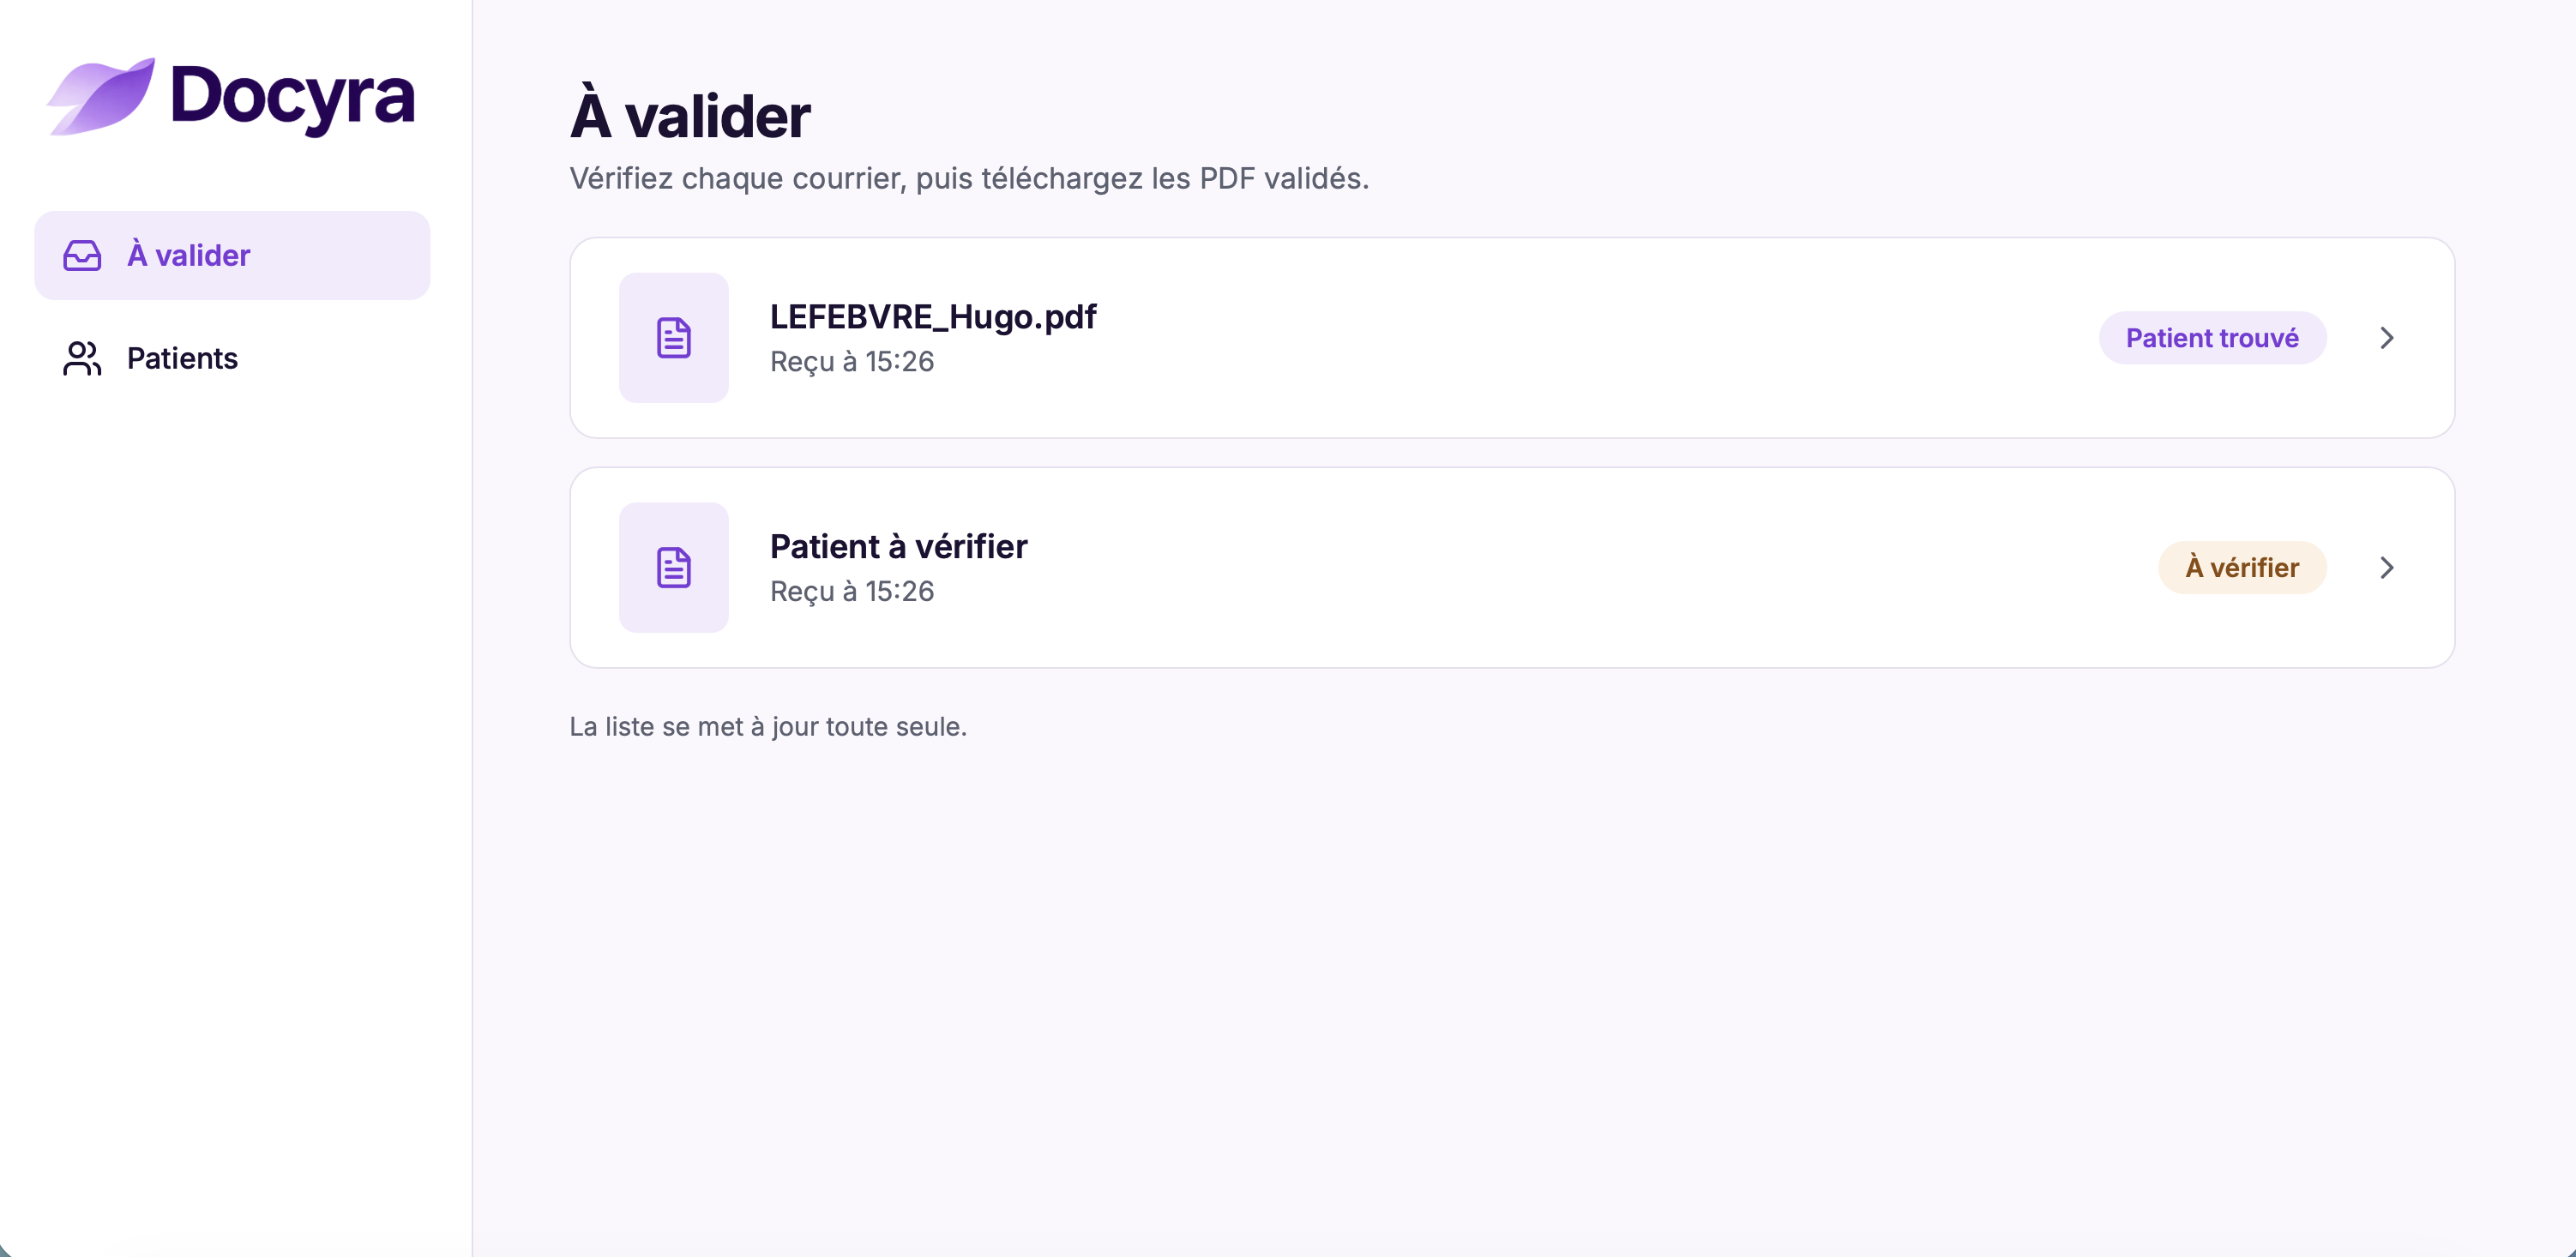 Docyra
À valider
Patients
À valider
Vérifiez chaque courrier, puis téléchargez les PDF validés.
LEFEBVRE_Hugo.pdf
Reçu à 15:26
Patient trouvé
Patient à vérifier
Reçu à 15:26
À vérifier
La liste se met à jour toute seule.